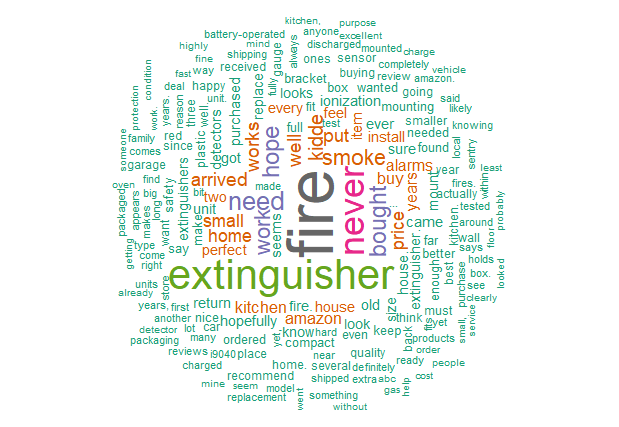 kitchen,
purpose
battery-operated
anyone
excellent
highly
mind
discharged
mounted
charge
fine
shipping
always
ones
sensor
completely
vehicle
fast
way
received
gauge
buying
review
amazon.
condition
deal
happy
fully
bracket
box
wanted
going
said
protection
years.
reason
three
unit.
replace
looks
ionization
mounting
likely
work.
purchased
every
fit
smaller
tested
knowing
family
red
well.
full
test
kidde
feel
item
ever
needed
local
someone
comes
since
plastic
detectors
works
hope
well
put
install
sure
found
sentry
garage
got
smoke
alarms
year
least
oven
find
safety
extinguishers
arrived
made
fire
never
bought
buy
years
mount
actually
fires.
within
packaged
appears
big
bit
two
need
makes
long
want
unit
make
small
worked
seems
price
came
kitchen.
around
floor
probably
getting
type
say
home
perfect
far
wall
says
looked
come
right
extinguisher
house.
extinguisher.
better
enough
best
holds
box.
units
store
size
purchase
see
already
clearly
years,
first
return
kitchen
fire.
house
old
must
small,
service
another
nice
amazon
think
fits
yet
detector
lot
car
hopefully
know
hard
look
keep
back
products
packaging
many
ordered
yet,
even
order
reviews
i9040
place
compact
near
quality
ready
people
charged
home.
several
definitely
help
recommend
shipped
extra
abc
cost
mine
seem
model
gas
replacement
went
something
without